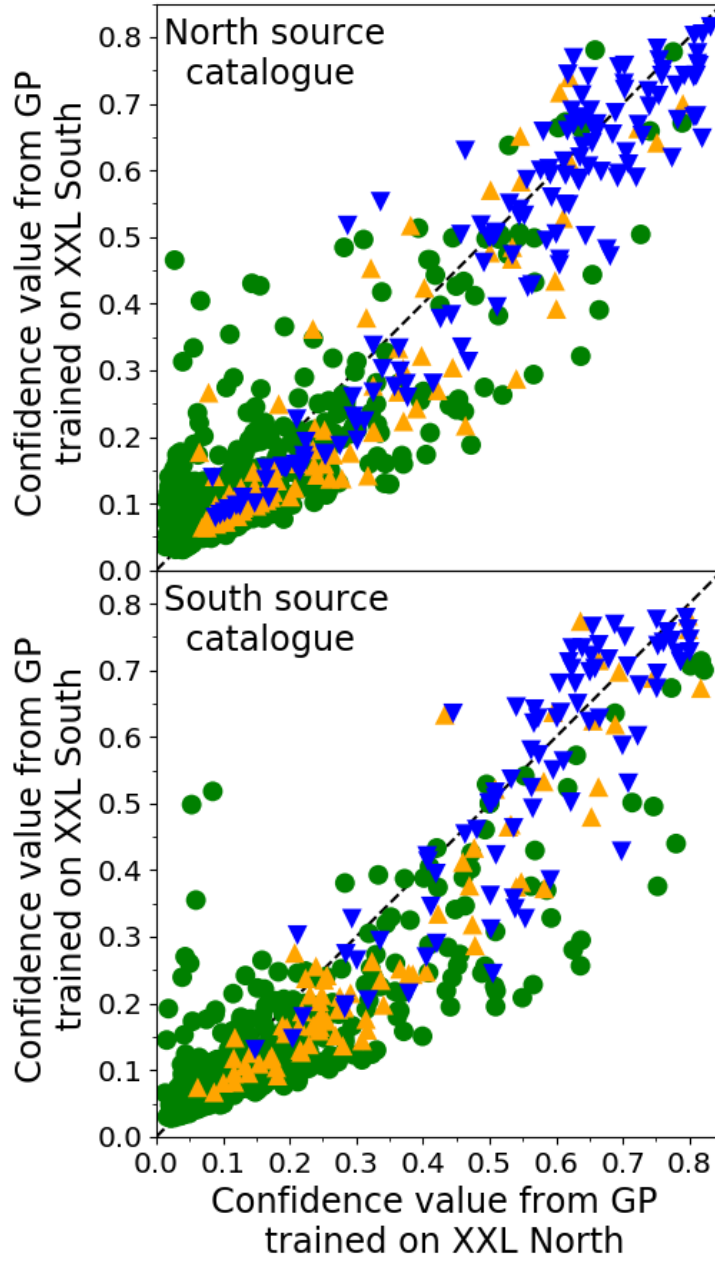 North source
catalogue
Confidence value from GP
trained on XXL South
0.8
0.7
0.6
0.5
0.4
0.3
0.2
0.1
0.0
South source
catalogue
Confidence value from GP
trained on XXL South
0.8
0.7
0.6
0.5
0.4
0.3
0.2
0.1
0.0
0.0 0.1 0.2 0.3 0.4 0.5 0.6 0.7 0.8
Confidence value from GP
trained on XXL North